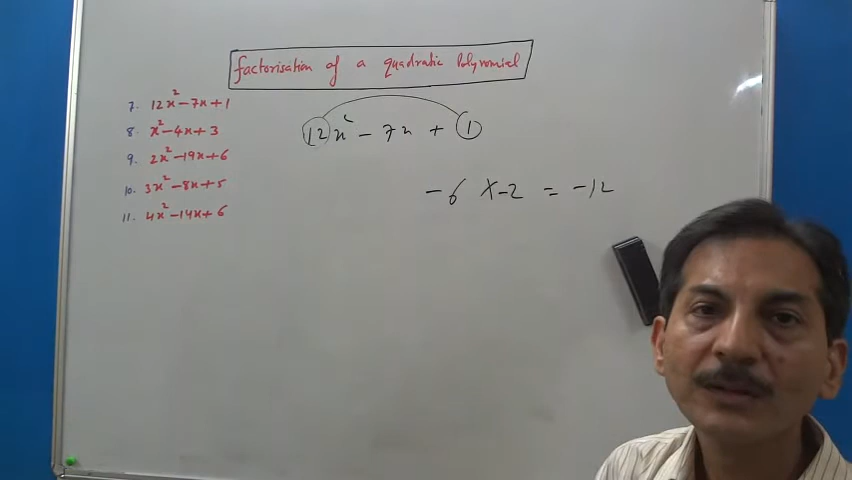 factorisation of a quadratic Polynomial
7. 12x² - 7x + 1
8. x² - 4x + 3
9. 2x² - 19x + 6
10. 3x² - 8x + 5
11. 4x² - 14x + 6
12x² - 7x + 1
-6 X -2 = -12